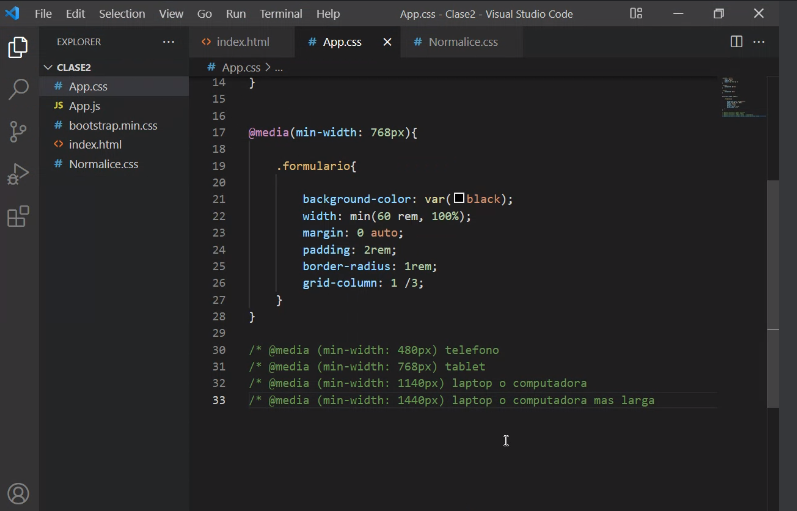 File Edit Selection View Go Run Terminal Help App.css - Clase2 - Visual Studio Code
EXPLORER ...
index.html App.css Normalice.css
CLASE2
App.css
JS App.js
bootstrap.min.css
index.html
Normalice.css
# App.css > ...
14 }
15
16
17 @media(min-width: 768px){
18
19 .formulario{
20
21 background-color: var(black);
22 width: min(60 rem, 100%);
23 margin: 0 auto;
24 padding: 2rem;
25 border-radius: 1rem;
26 grid-column: 1 /3;
27 }
28 }
29
30 /* @media (min-width: 480px) telefono
31 /* @media (min-width: 768px) tablet
32 /* @media (min-width: 1140px) laptop o computadora
33 /* @media (min-width: 1440px) laptop o computadora mas larga